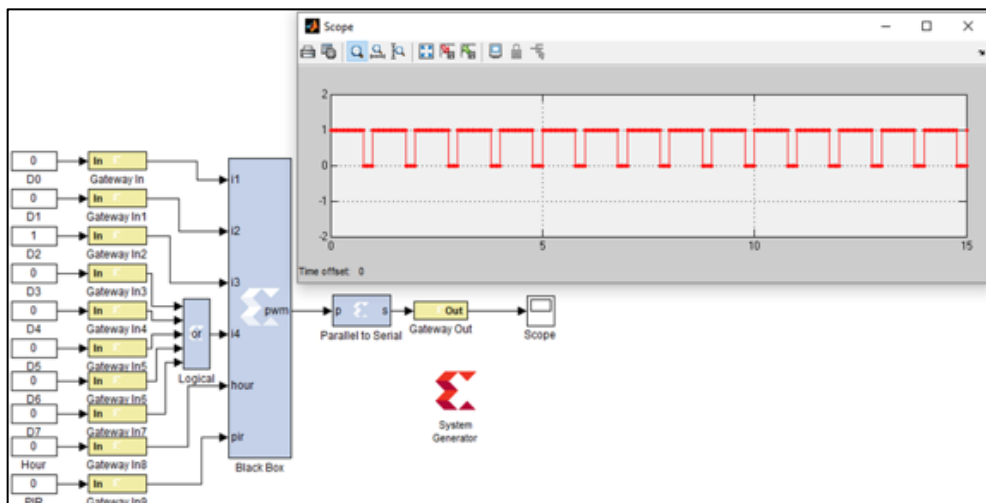 Scope
2
1
0
-1
-2
0
5
10
15
Time offset: 0
0
In
D0
Gateway In
i1
0
In
D1
Gateway In1
i2
1
In
D2
Gateway In2
i3
0
In
D3
Gateway In3
0
In
D4
Gateway In4
or
Logical
i4
pwm
p
s
Parallel to Serial
Out
Gateway Out
Scope
0
In
D5
Gateway In5
0
In
D6
Gateway In6
hour
0
In
D7
Gateway In7
0
In
Hour
Gateway In8
pir
Black Box
0
In
PIR
Gateway In9
System
Generator